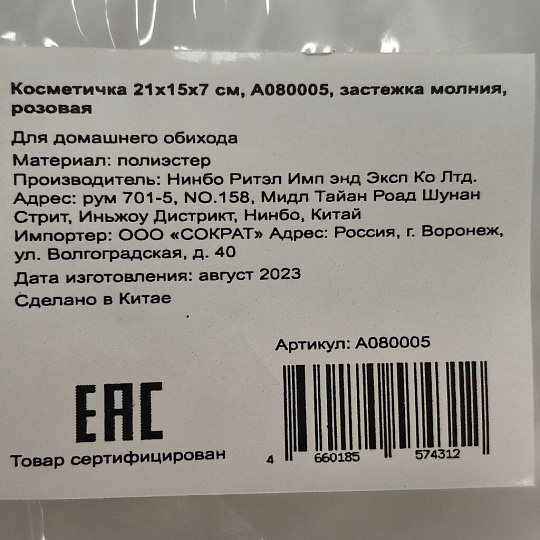 Косметичка 21х15х7 см, А080005, застежка молния,
розовая
Для домашнего обихода
Материал: полиэстер
Производитель: Нинбо Ритэл Имп энд Эксп Ко Лтд.
Адрес: рум 701-5, NO.158, Мидл Тайан Роад Шунан
Стрит, Иньжоу Дистрикт, Нинбо, Китай
Импортер: ООО «СОКРАТ» Адрес: Россия, г. Воронеж,
ул. Волгоградская, д. 40
Дата изготовления: август 2023
Сделано в Китае
Артикул: А080005
EAC
Товар сертифицирован
4 660185 574312